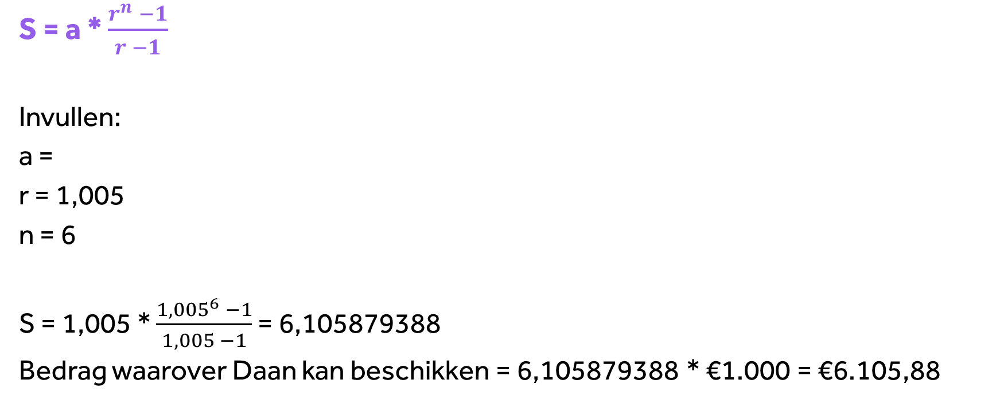 S = a * \frac{r^n - 1}{r - 1}
Invullen:
a =
r = 1,005
n = 6
S = 1,005 * \frac{1,005^6 - 1}{1,005 - 1} = 6,105879388
Bedrag waarover Daan kan beschikken = 6,105879388 * €1.000 = €6.105,88